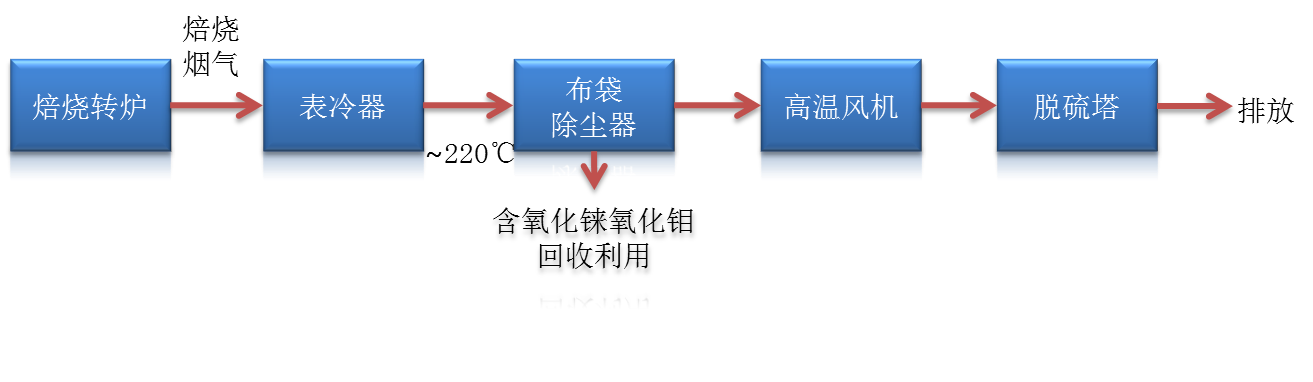 焙烧
烟气
焙烧转炉
表冷器
布袋
除尘器
高温风机
脱硫塔
排放
~220℃
含氧化铼氧化钼
回收利用